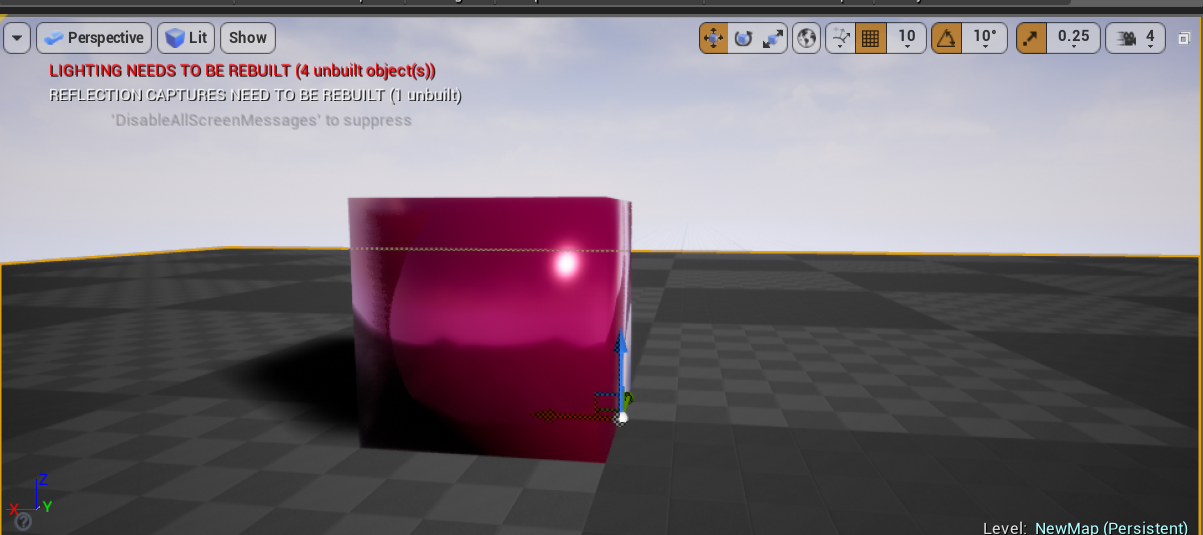 Perspective Lit Show 10 10° 0.25 4
LIGHTING NEEDS TO BE REBUILT (4 unbuilt object(s))
REFLECTION CAPTURES NEED TO BE REBUILT (1 unbuilt)
'DisableAllScreenMessages' to suppress
Z
X Y
?
Level: NewMap (Persistent)